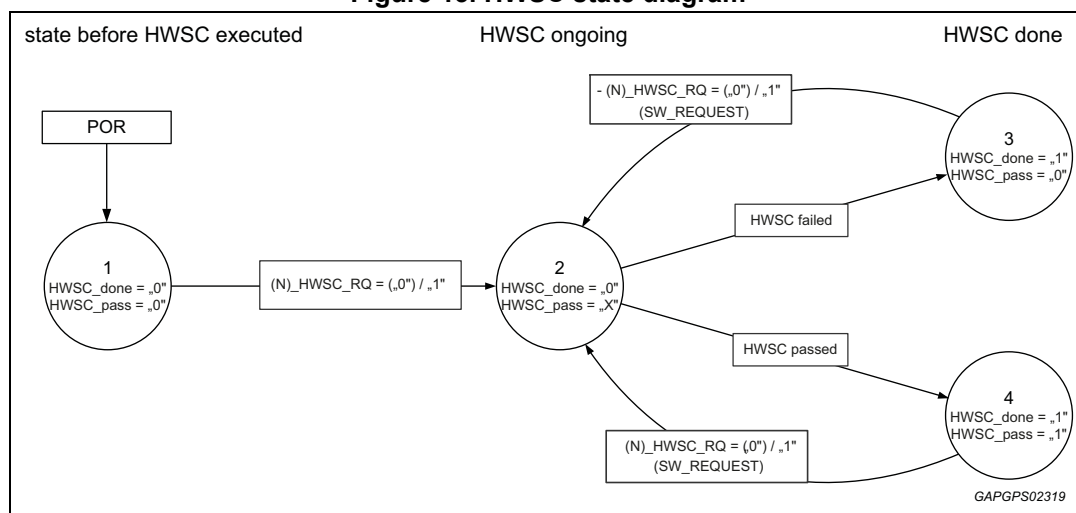 Figure 16. HWSC state diagram
state before HWSC executed
HWSC ongoing
HWSC done
POR
1
HWSC_done = „0"
HWSC_pass = „0"
(N)_HWSC_RQ = („0") / „1"
2
HWSC_done = „0"
HWSC_pass = „X"
- (N)_HWSC_RQ = („0") / „1"
(SW_REQUEST)
HWSC failed
3
HWSC_done = „1"
HWSC_pass = „0"
HWSC passed
4
HWSC_done = „1"
HWSC_pass = „1"
(N)_HWSC_RQ = („0") / „1"
(SW_REQUEST)
GAPGPS02319